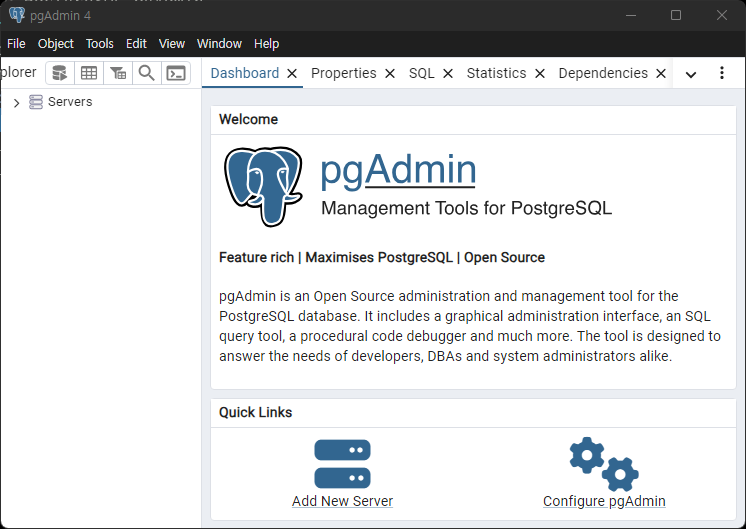 pgAdmin 4
File Object Tools Edit View Window Help
plorer
Dashboard Properties SQL Statistics Dependencies
Servers
Welcome
pgAdmin
Management Tools for PostgreSQL
Feature rich | Maximises PostgreSQL | Open Source
pgAdmin is an Open Source administration and management tool for the
PostgreSQL database. It includes a graphical administration interface, an SQL
query tool, a procedural code debugger and much more. The tool is designed to
answer the needs of developers, DBAs and system administrators alike.
Quick Links
Add New Server
Configure pgAdmin